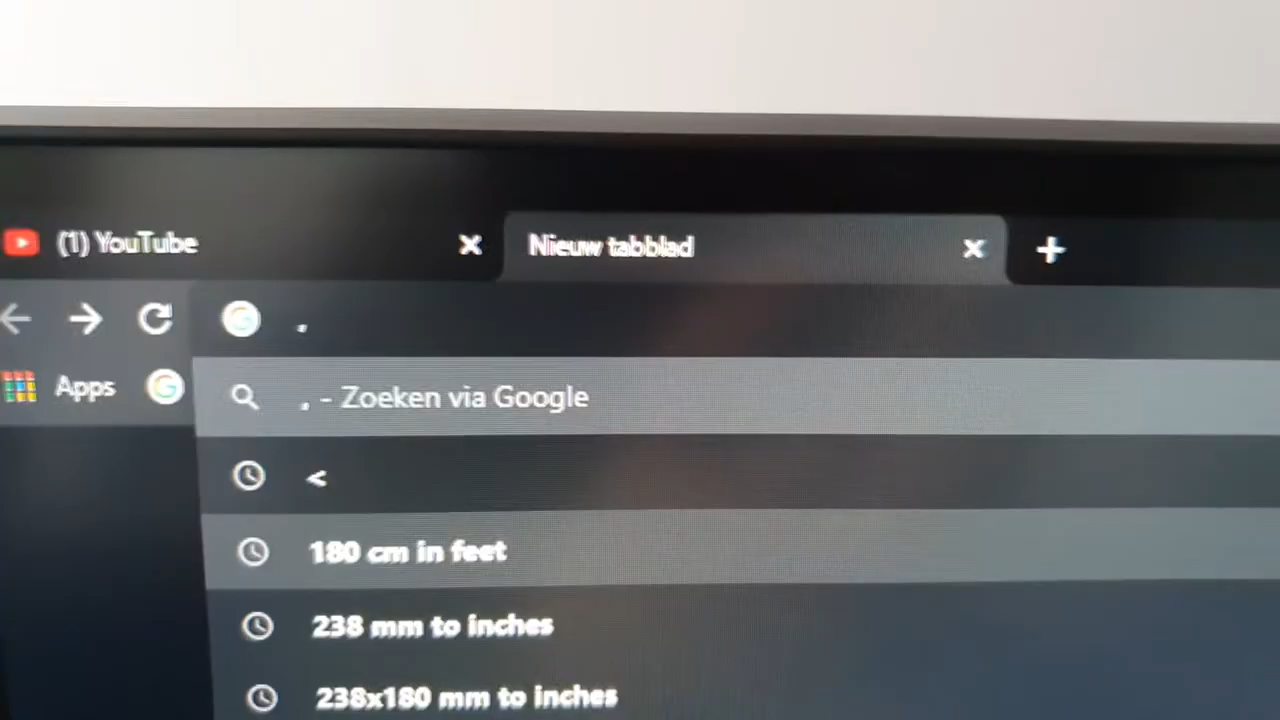 (1) YouTube
Nieuw tabblad
.
Apps
, - Zoeken via Google
<
180 cm in feet
238 mm to inches
238x180 mm to inches